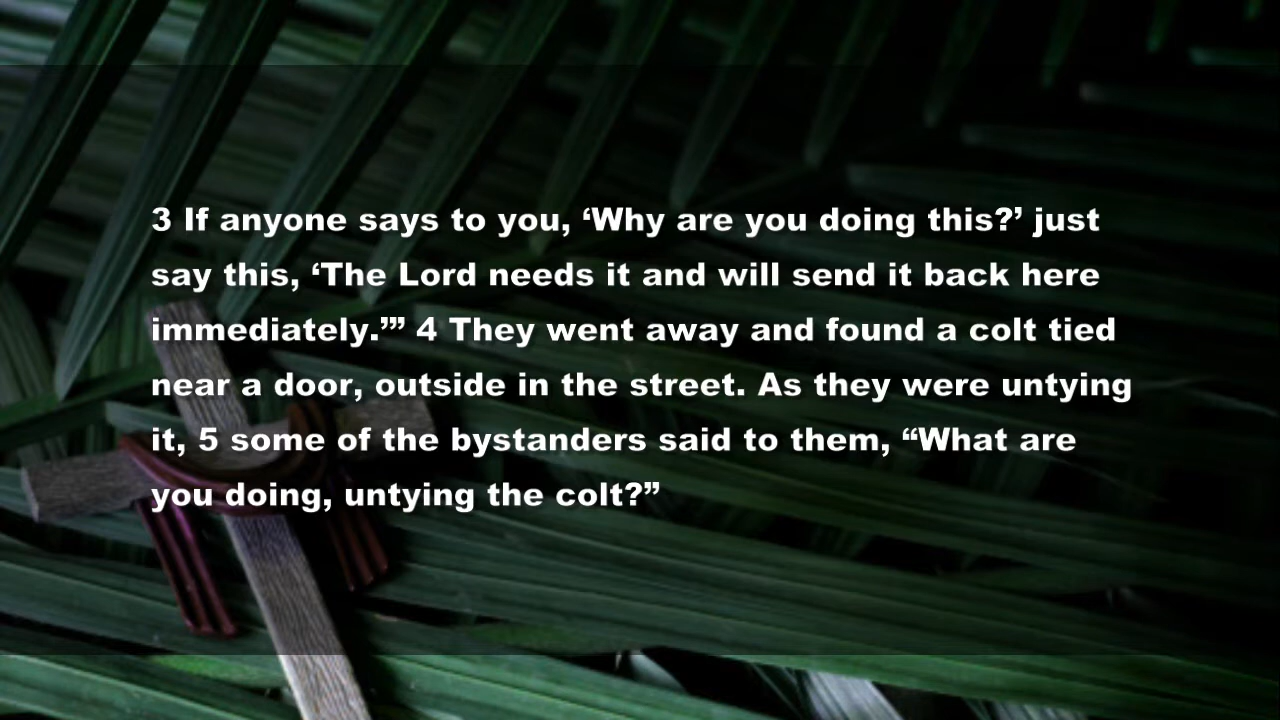 3 If anyone says to you, ‘Why are you doing this?’ just
say this, ‘The Lord needs it and will send it back here
immediately.’” 4 They went away and found a colt tied
near a door, outside in the street. As they were untying
it, 5 some of the bystanders said to them, “What are
you doing, untying the colt?”